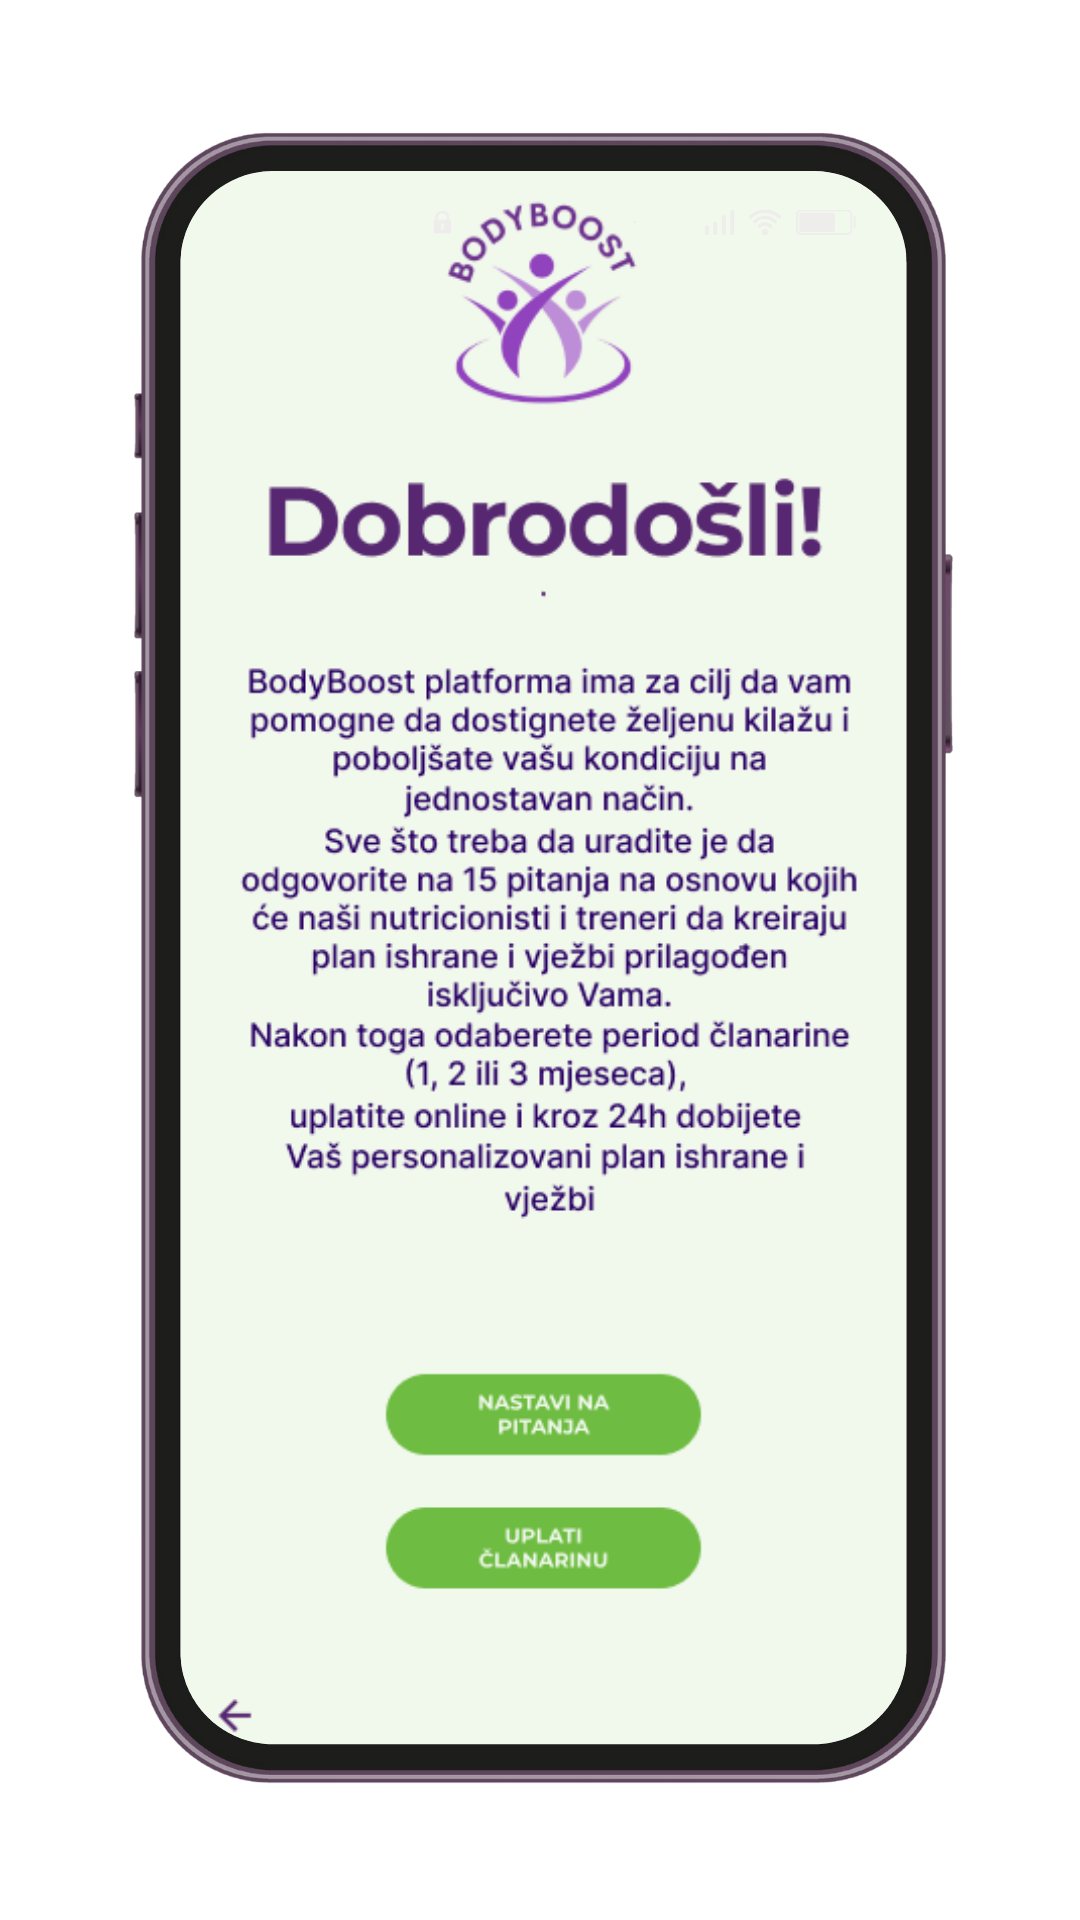 BODYBOOST
Dobrodošli!
.
BodyBoost platforma ima za cilj da vam
pomogne da dostignete željenu kilažu i
poboljšate vašu kondiciju na
jednostavan način.
Sve što treba da uradite je da
odgovorite na 15 pitanja na osnovu kojih
će naši nutricionisti i treneri da kreiraju
plan ishrane i vježbi prilagođen
isključivo Vama.
Nakon toga odaberete period članarine
(1, 2 ili 3 mjeseca),
uplatite online i kroz 24h dobijete
Vaš personalizovani plan ishrane i
vježbi
NASTAVI NA
PITANJA
UPLATI
ČLANARINU